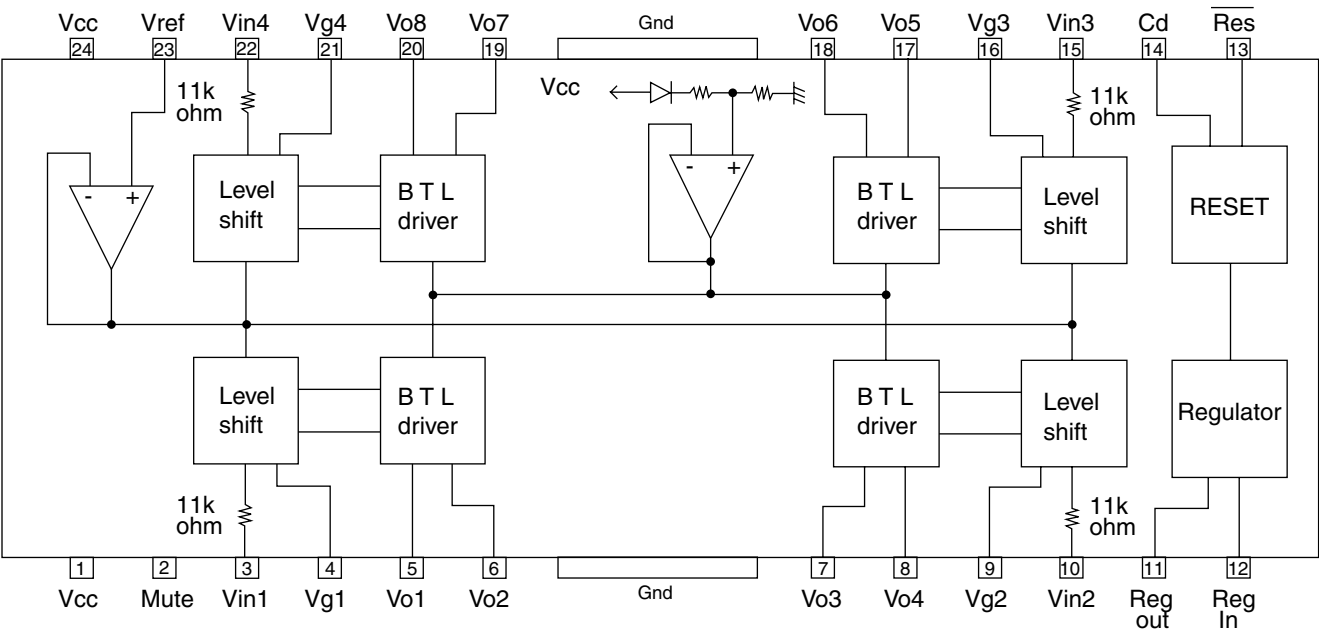 Vcc Vref Vin4 Vg4 Vo8 Vo7 Gnd Vo6 Vo5 Vg3 Vin3 Cd Res
24 23 22 21 20 19 18 17 16 15 14 13
11k
ohm
Vcc
11k
ohm
- +
Level
shift
B T L
driver
- +
B T L
driver
Level
shift
RESET
Level
shift
B T L
driver
B T L
driver
Level
shift
Regulator
11k
ohm
11k
ohm
1 2 3 4 5 6 7 8 9 10 11 12
Vcc Mute Vin1 Vg1 Vo1 Vo2 Gnd Vo3 Vo4 Vg2 Vin2 Reg
out Reg
In